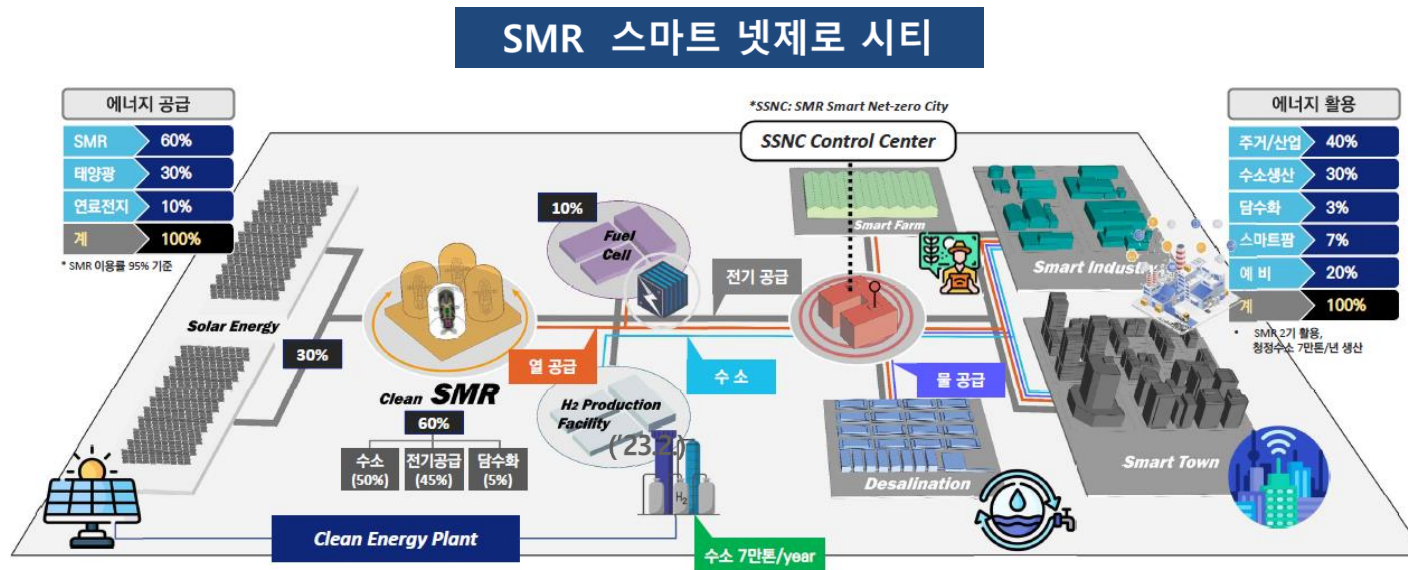 SMR 스마트 넷제로 시티
에너지 공급
SMR 60%
태양광 30%
연료전지 10%
계 100%
* SMR 이용률 95% 기준
*SSNC: SMR Smart Net-zero City
SSNC Control Center
에너지 활용
주거/산업 40%
수소생산 30%
담수화 3%
스마트팜 7%
예 비 20%
계 100%
* SMR 2기 활용,
청정수소 7만톤/년 생산
10%
Fuel
Cell
Smart Farm
Smart Industry
전기 공급
Solar Energy
30%
열 공급
수 소
물 공급
Clean SMR
60%
수소
(50%)
전기공급
(45%)
담수화
(5%)
H2 Production
Facility
('23.2.)
H2
Desalination
Smart Town
Clean Energy Plant
수소 7만톤/year